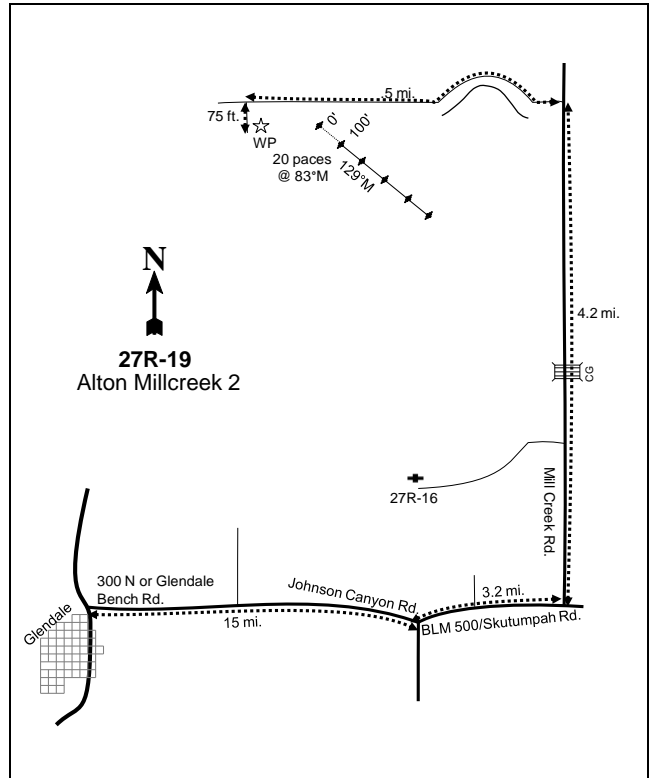 .5 mi.
75 ft.
WP
0'
100'
20 paces
@ 83°M
129°M
N
27R-19
Alton Millcreek 2
4.2 mi.
CG
27R-16
Mill Creek Rd.
300 N or Glendale
Bench Rd.
Johnson Canyon Rd.
3.2 mi.
Glendale
15 mi.
BLM 500/Skutumpah Rd.